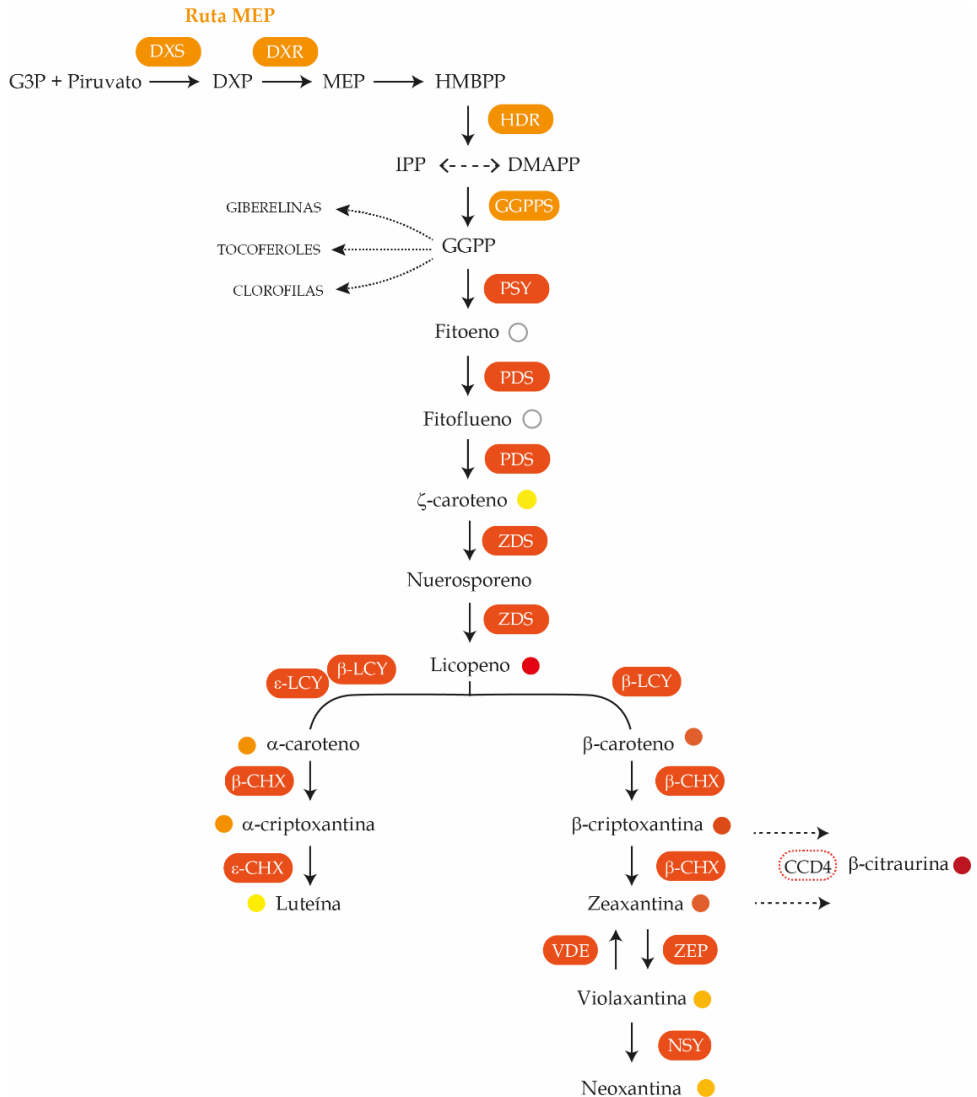 Ruta MEP
DXS
DXR
G3P + Piruvato
DXP
MEP
HMBPP
HDR
IPP
DMAPP
GGPPS
GIBERELINAS
GGPP
TOCOFEROLES
CLOROFILAS
PSY
Fitoeno
PDS
Fitoflueno
PDS
ζ-caroteno
ZDS
Nuerosporeno
ZDS
Licopeno
ε-LCY
β-LCY
β-LCY
α-caroteno
β-caroteno
β-CHX
β-CHX
α-criptoxantina
β-criptoxantina
ε-CHX
β-CHX
CCD4
β-citraurina
Luteína
Zeaxantina
VDE
ZEP
Violaxantina
NSY
Neoxantina